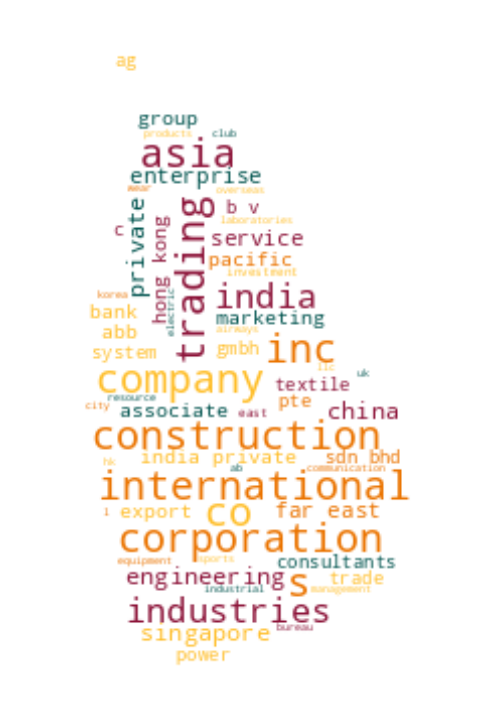 ag
group
products club
asia
enterprise
wear overseas
private
hong kong
trading
b v
laboratories
c
service
pacific
investment
korea
india
bank
electric
marketing
abb
airways
system
gmbh
inc
llc
company
uk
textile
resource
pte
city
associate
east
china
construction
hk
india private
sdn bhd
ab
communication
international
l
export
co
far east
corporation
equipment
sports
consultants
engineering
s
trade
industrial
management
industries
bureau
singapore
power